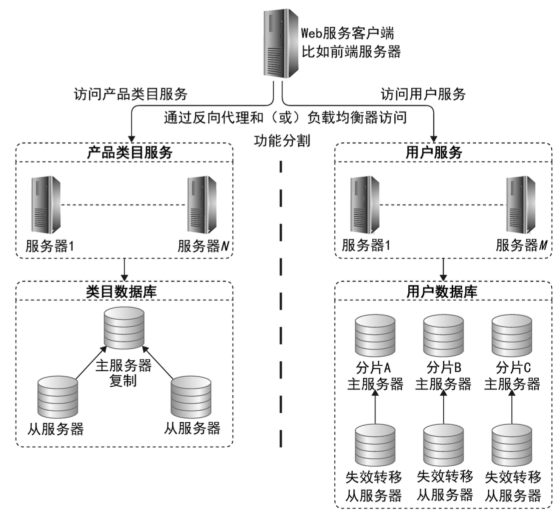 Web服务客户端
比如前端服务器
访问产品类目服务
访问用户服务
通过反向代理和（或）负载均衡器访问
功能分割
产品类目服务
服务器1
服务器N
类目数据库
主服务器
复制
从服务器
从服务器
用户服务
服务器1
服务器M
用户数据库
分片A
主服务器
分片B
主服务器
分片C
主服务器
失效转移
从服务器
失效转移
从服务器
失效转移
从服务器